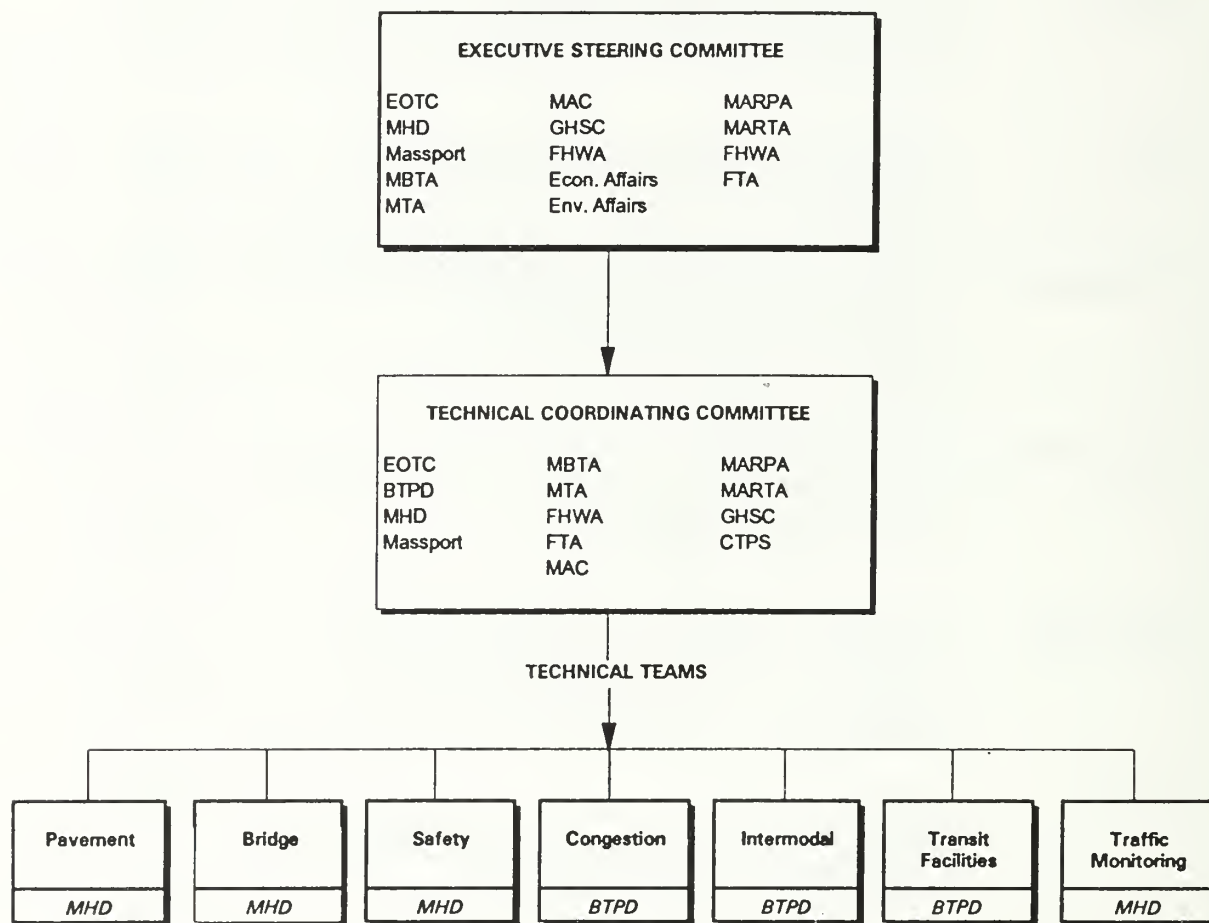 EXECUTIVE STEERING COMMITTEE
EOTC MAC MARPA
MHD GHSC MARTA
Massport FHWA FHWA
MBTA Econ. Affairs FTA
MTA Env. Affairs
TECHNICAL COORDINATING COMMITTEE
EOTC MBTA MARPA
BTPD MTA MARTA
MHD FHWA GHSC
Massport FTA CTPS
MAC
TECHNICAL TEAMS
Pavement
MHD
Bridge
MHD
Safety
MHD
Congestion
BTPD
Intermodal
BTPD
Transit
Facilities
BTPD
Traffic
Monitoring
MHD